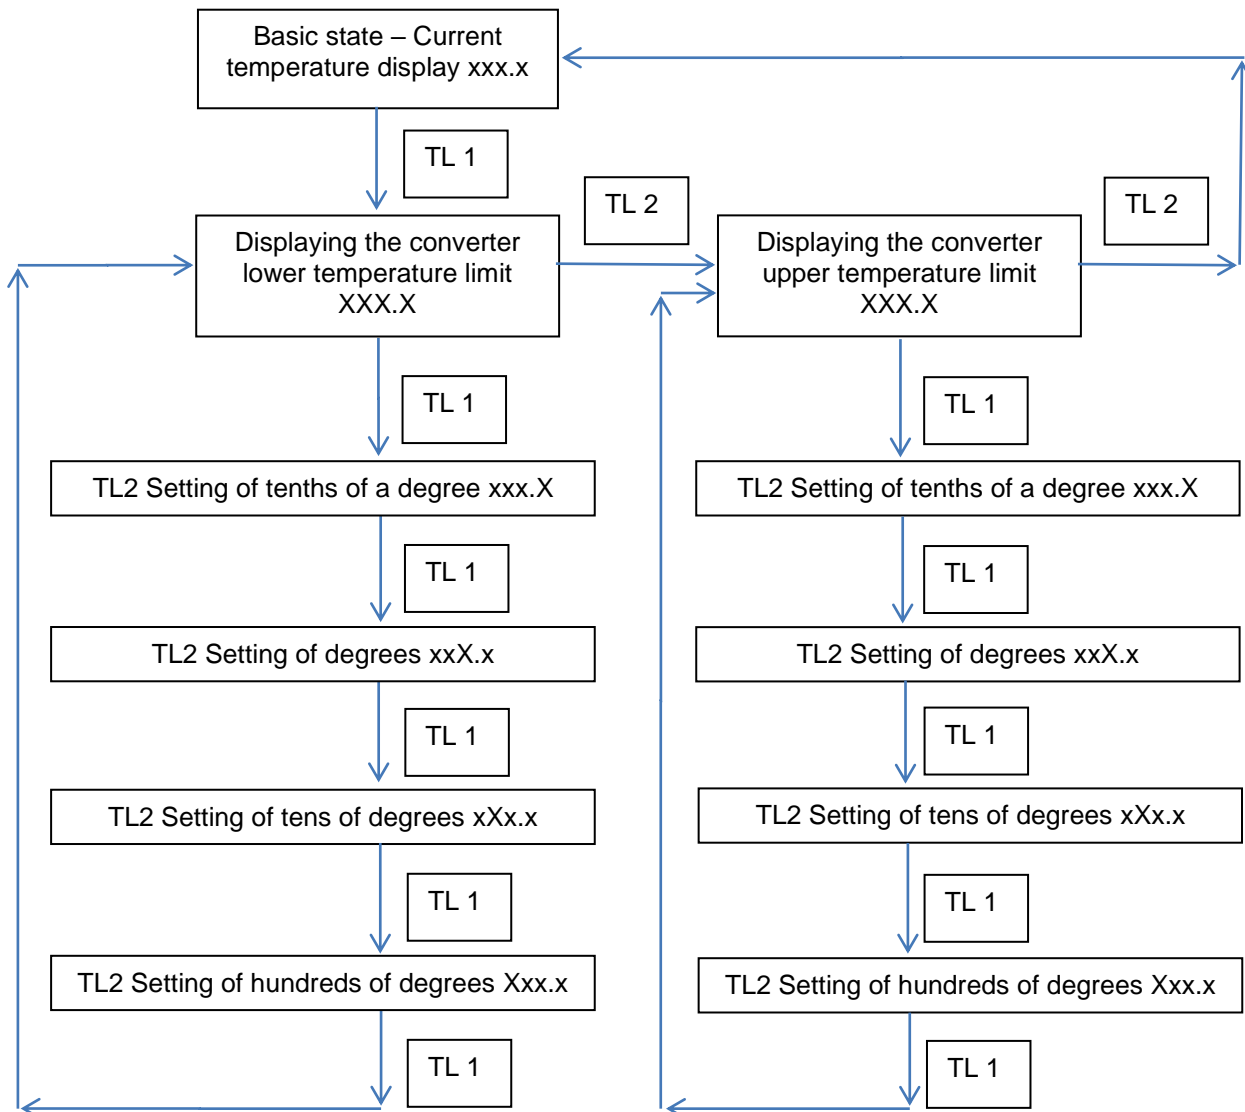 Basic state – Current
temperature display xxx.x
TL 1
TL 2
TL 2
Displaying the converter
lower temperature limit
XXX.X
Displaying the converter
upper temperature limit
XXX.X
TL 1
TL 1
TL2 Setting of tenths of a degree xxx.X
TL2 Setting of tenths of a degree xxx.X
TL 1
TL 1
TL2 Setting of degrees xxX.x
TL2 Setting of degrees xxX.x
TL 1
TL 1
TL2 Setting of tens of degrees xXx.x
TL2 Setting of tens of degrees xXx.x
TL 1
TL 1
TL2 Setting of hundreds of degrees Xxx.x
TL2 Setting of hundreds of degrees Xxx.x
TL 1
TL 1